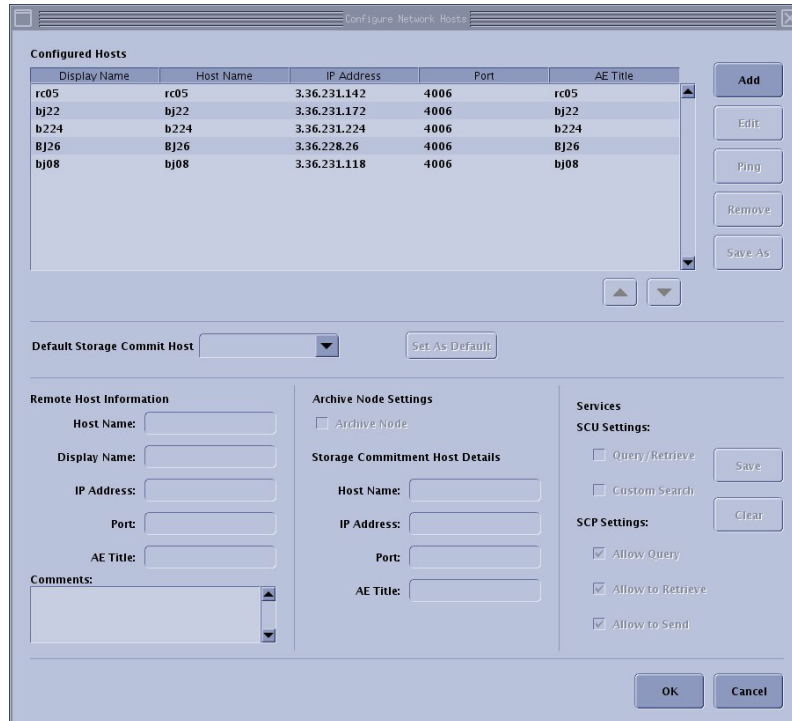 Configure Network Hosts
Configured Hosts
Display Name Host Name IP Address Port AE Title
rc05 rc05 3.36.231.142 4006 rc05
bj22 bj22 3.36.231.172 4006 bj22
b224 b224 3.36.231.224 4006 b224
BJ26 BJ26 3.36.228.26 4006 BJ26
bj08 bj08 3.36.231.118 4006 bj08
Add
Edit
Ping
Remove
Save As
Default Storage Commit Host
Set As Default
Remote Host Information
Host Name:
Display Name:
IP Address:
Port:
AE Title:
Comments:
Archive Node Settings
Archive Node
Storage Commitment Host Details
Host Name:
IP Address:
Port:
AE Title:
Services
SCU Settings:
Query/Retrieve
Custom Search
SCP Settings:
Allow Query
Allow to Retrieve
Allow to Send
Save
Clear
OK
Cancel